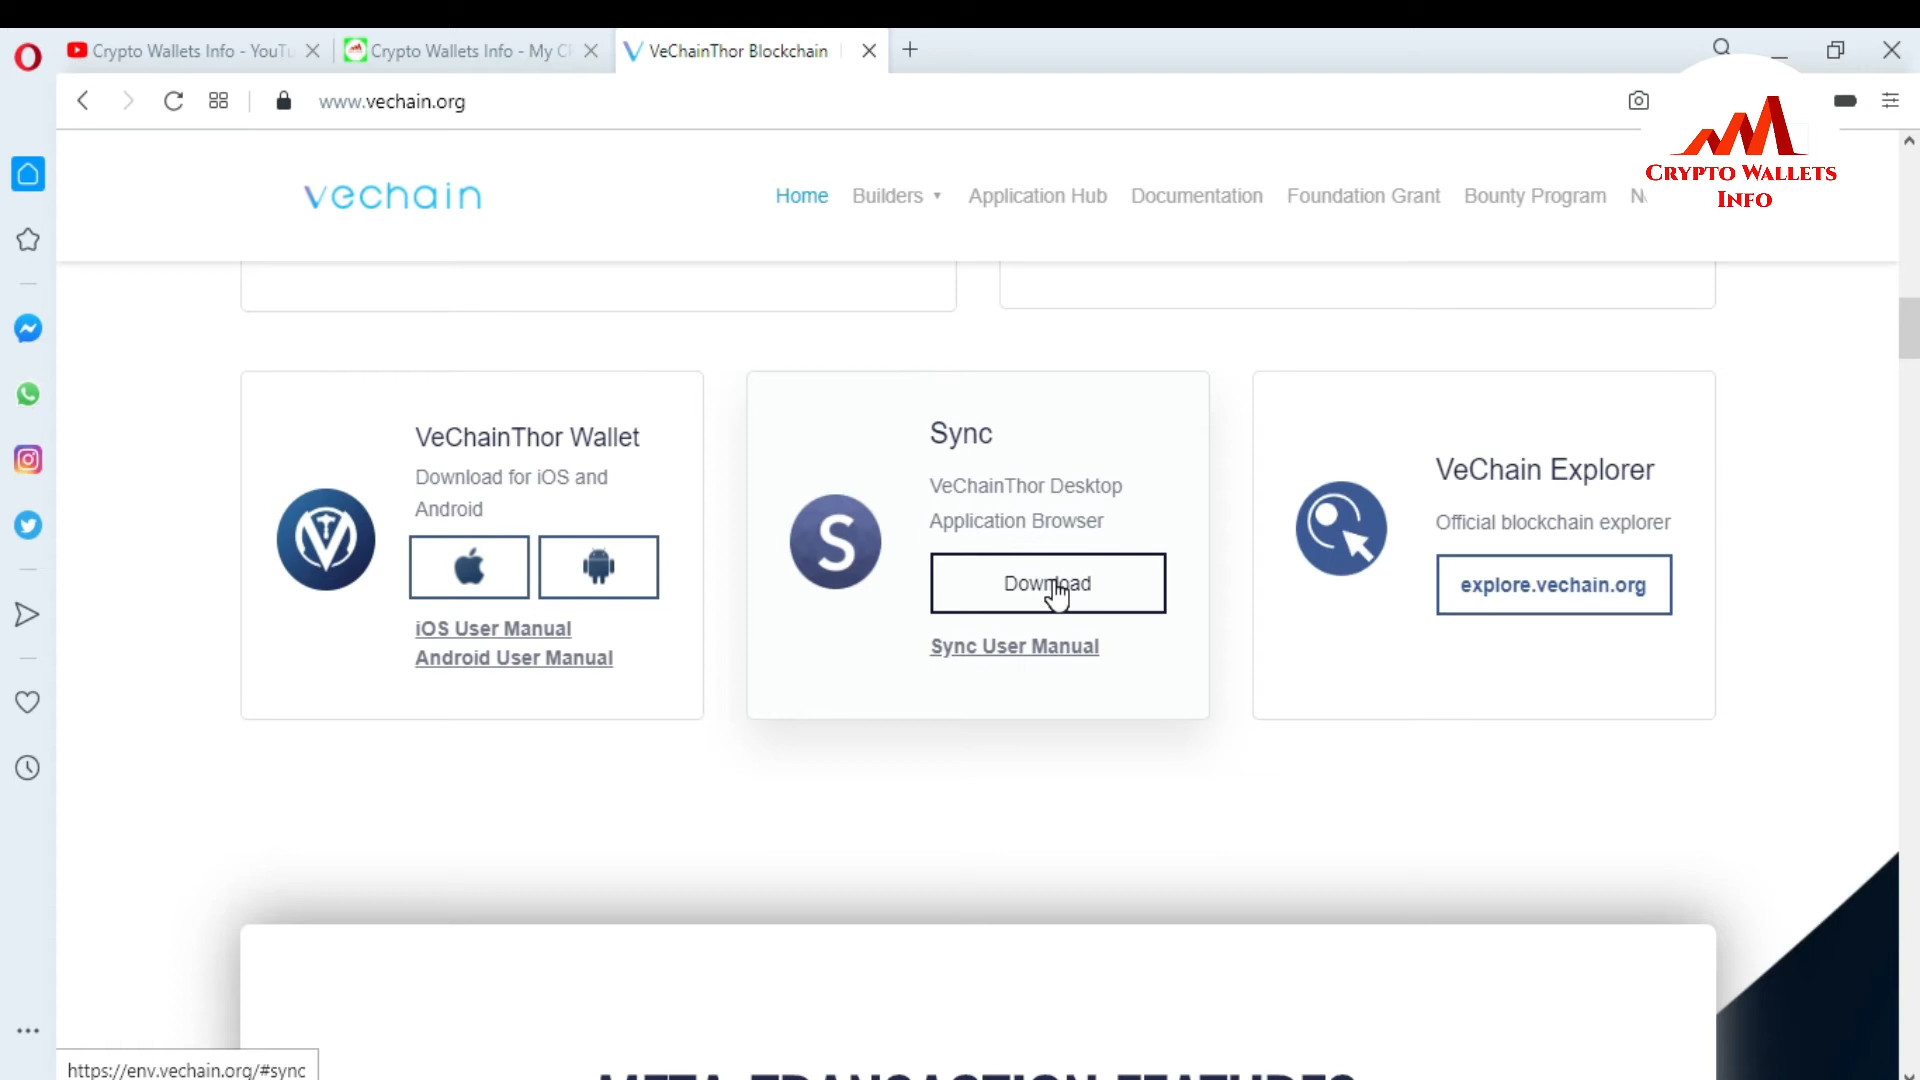 Crypto Wallets Info - YouTu
Crypto Wallets Info - My C
VeChainThor Blockchain
www.vechain.org
CRYPTO WALLETS
INFO
vechain
Home
Builders
Application Hub
Documentation
Foundation Grant
Bounty Program
VeChainThor Wallet
Download for iOS and
Android
iOS User Manual
Android User Manual
S
Sync
VeChainThor Desktop
Application Browser
Download
Sync User Manual
VeChain Explorer
Official blockchain explorer
explore.vechain.org
META TRANSACTION FEATURES
https://env.vechain.org/#sync